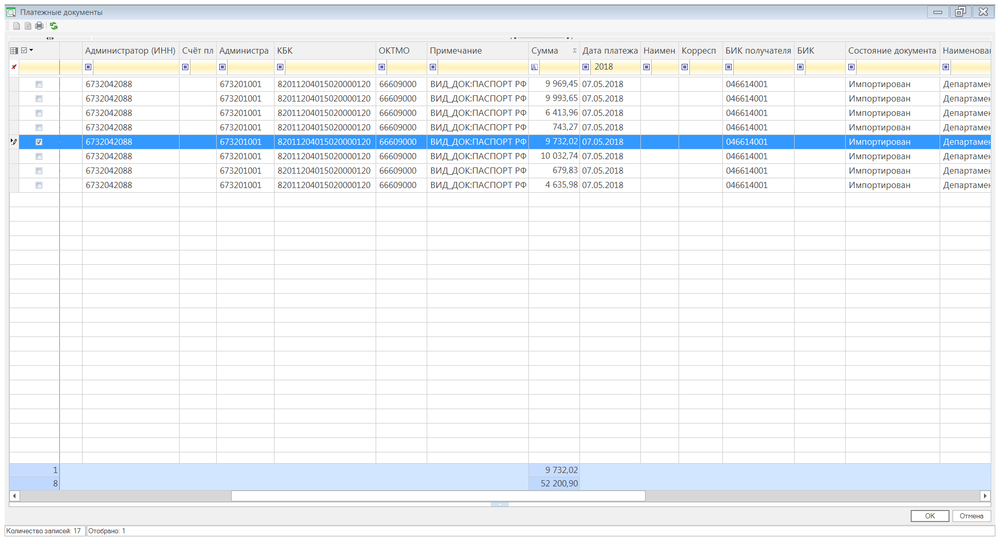 Платежные документы
Администратор (ИНН) Счёт пл Администра КБК ОКТМО Примечание Сумма Σ Дата платежа Наимен Корресп БИК получателя БИК Состояние документа Наименован
A 2018
6732042088 673201001 82011204015020000120 66609000 ВИД_ДОК:ПАСПОРТ РФ 9 969,45 07.05.2018 046614001 Импортирован Департамен
6732042088 673201001 82011204015020000120 66609000 ВИД_ДОК:ПАСПОРТ РФ 9 993,65 07.05.2018 046614001 Импортирован Департамен
6732042088 673201001 82011204015020000120 66609000 ВИД_ДОК:ПАСПОРТ РФ 6 413,96 07.05.2018 046614001 Импортирован Департамен
6732042088 673201001 82011204015020000120 66609000 ВИД_ДОК:ПАСПОРТ РФ 743,27 07.05.2018 046614001 Импортирован Департамен
6732042088 673201001 82011204015020000120 66609000 ВИД_ДОК:ПАСПОРТ РФ 9 732,02 07.05.2018 046614001 Импортирован Департамен
6732042088 673201001 82011204015020000120 66609000 ВИД_ДОК:ПАСПОРТ РФ 10 032,74 07.05.2018 046614001 Импортирован Департамен
6732042088 673201001 82011204015020000120 66609000 ВИД_ДОК:ПАСПОРТ РФ 679,83 07.05.2018 046614001 Импортирован Департамен
6732042088 673201001 82011204015020000120 66609000 ВИД_ДОК:ПАСПОРТ РФ 4 635,98 07.05.2018 046614001 Импортирован Департамен
1 9 732,02
8 52 200,90
OK Отмена
Количество записей: 17 Отобрано: 1